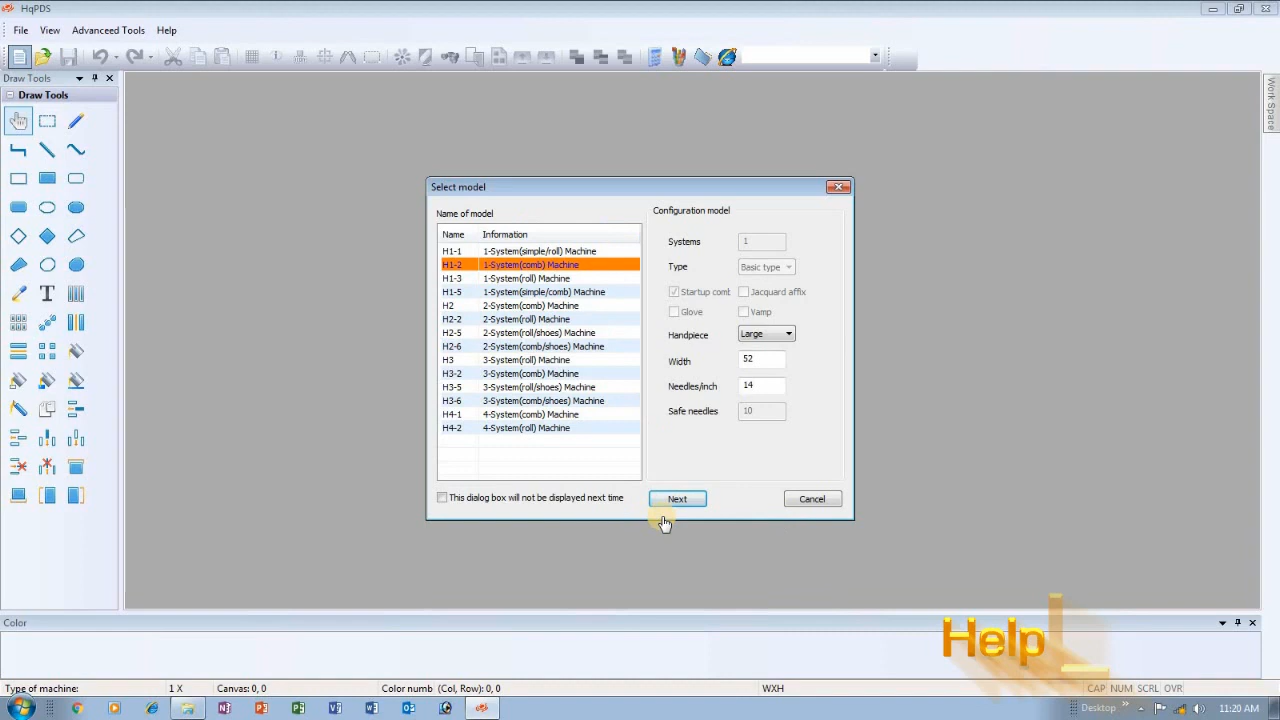 HqPDS
File View Advanceed Tools Help
Draw Tools
Draw Tools
Work Space
Select model
Name of model
Name Information
H1-1 1-System(simple/roll) Machine
H1-2 1-System(comb) Machine
H1-3 1-System(roll) Machine
H1-5 1-System(simple/comb) Machine
H2 2-System(comb) Machine
H2-2 2-System(roll) Machine
H2-5 2-System(roll/shoes) Machine
H2-6 2-System(comb/shoes) Machine
H3 3-System(roll) Machine
H3-2 3-System(comb) Machine
H3-5 3-System(roll/shoes) Machine
H3-6 3-System(comb/shoes) Machine
H4-1 4-System(comb) Machine
H4-2 4-System(roll) Machine
Configuration model
Systems 1
Type Basic type
Startup comb Jacquard affix
Glove Vamp
Handpiece Large
Width 52
Needles/inch 14
Safe needles 10
This dialog box will not be displayed next time
Next Cancel
Color
Help
Type of machine: 1 X Canvas: 0, 0 Color numb (Col, Row): 0, 0 WXH CAP NUM SCRL OVR
Desktop 11:20 AM